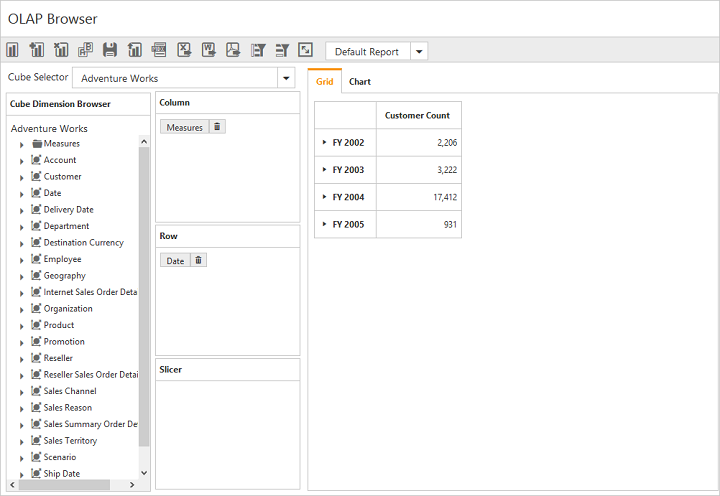 OLAP Browser
Default Report
Cube Selector
Adventure Works
Cube Dimension Browser
Adventure Works
Measures
Account
Customer
Date
Delivery Date
Department
Destination Currency
Employee
Geography
Internet Sales Order Deta
Organization
Product
Promotion
Reseller
Reseller Sales Order Detai
Sales Channel
Sales Reason
Sales Summary Order De
Sales Territory
Scenario
Ship Date
Column
Measures
Row
Date
Slicer
Grid Chart
Customer Count
FY 2002 2,206
FY 2003 3,222
FY 2004 17,412
FY 2005 931